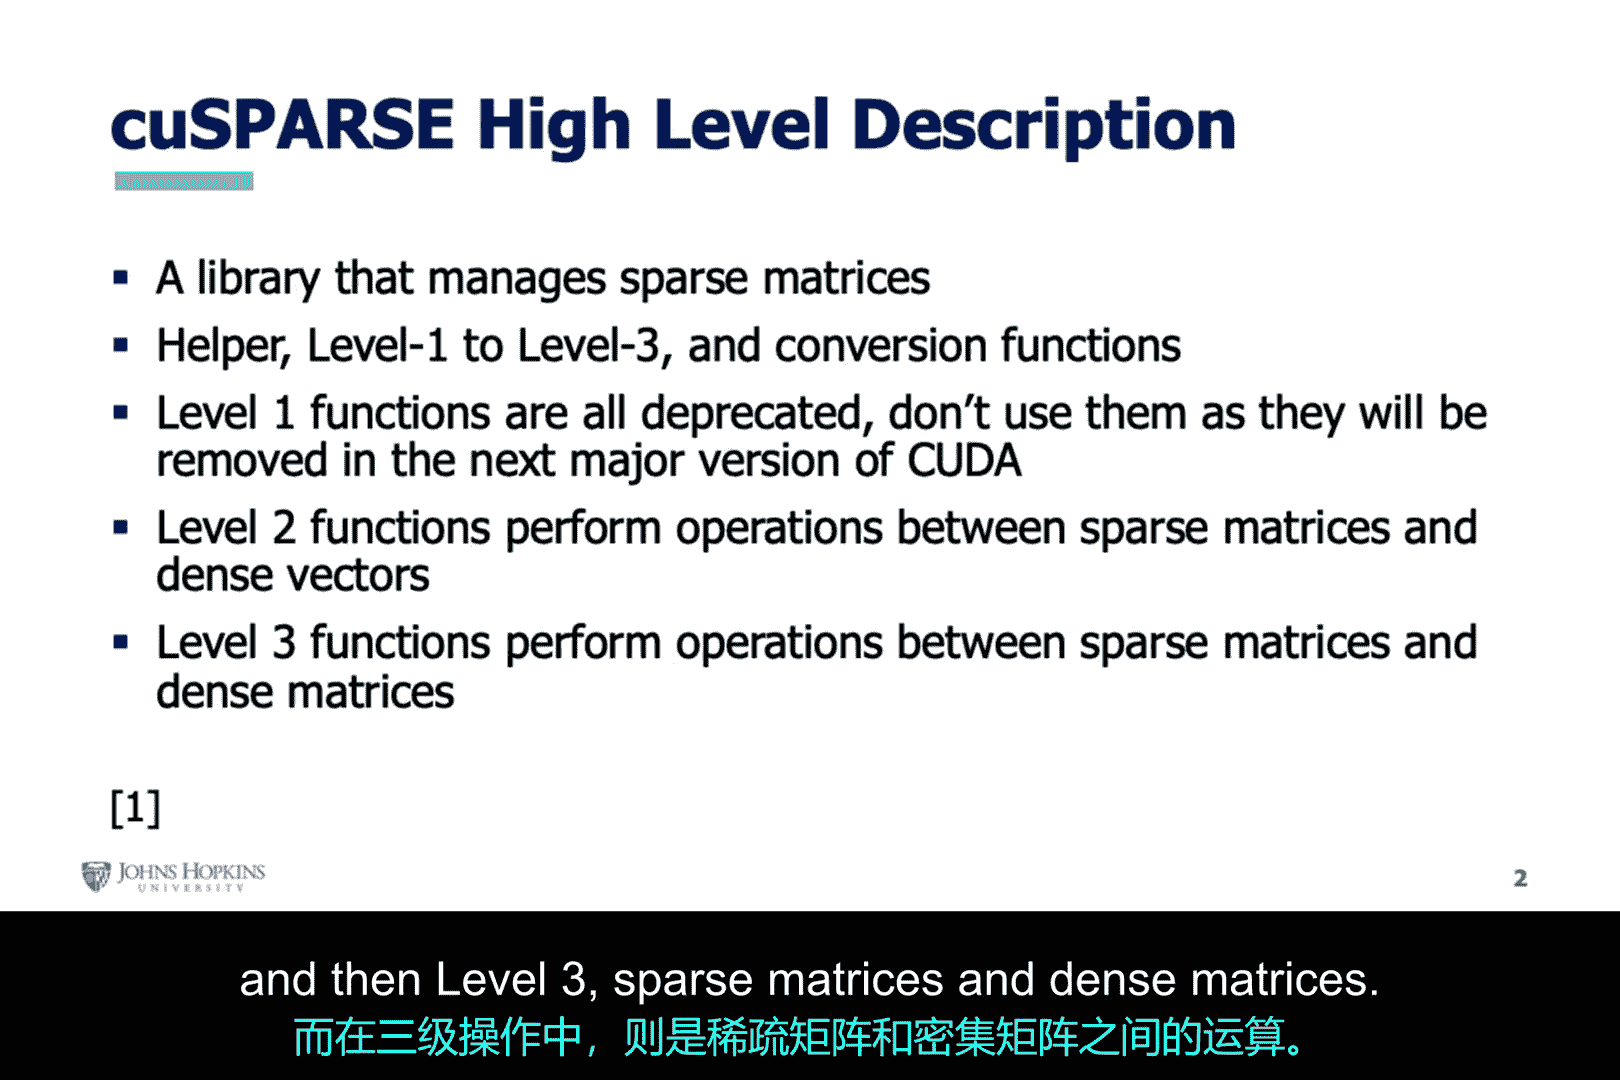 cuSPARSE High Level Description
▪ A library that manages sparse matrices
▪ Helper, Level-1 to Level-3, and conversion functions
▪ Level 1 functions are all deprecated, don’t use them as they will be
removed in the next major version of CUDA
▪ Level 2 functions perform operations between sparse matrices and
dense vectors
▪ Level 3 functions perform operations between sparse matrices and
dense matrices
[1]
JOHNS HOPKINS
UNIVERSITY
2
and then Level 3, sparse matrices and dense matrices.
而在三级操作中，则是稀疏矩阵和密集矩阵之间的运算。